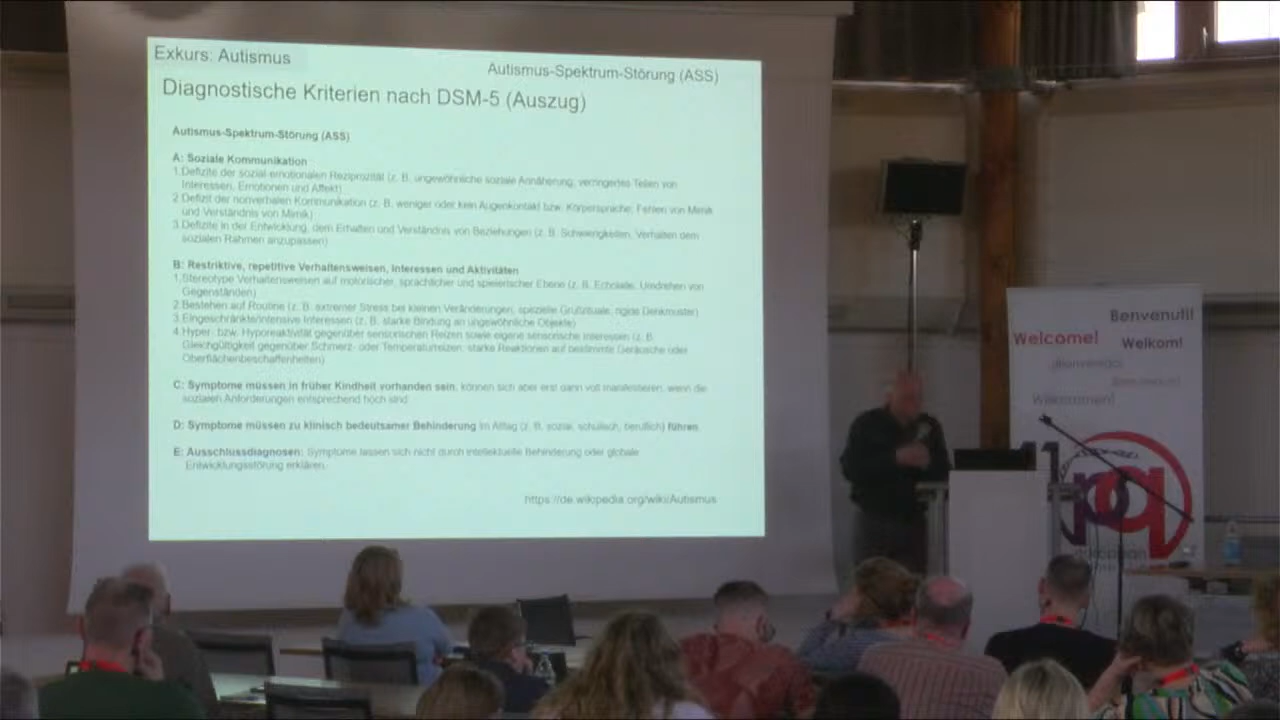 Exkurs: Autismus
Autismus-Spektrum-Störung (ASS)
Diagnostische Kriterien nach DSM-5 (Auszug)
Autismus-Spektrum-Störung (ASS)
A: Soziale Kommunikation
1.Defizite der sozial emotionalen Reziprozität (z. B. ungewöhnliche soziale Annäherung, verringertes Teilen von
Interessen, Emotionen und Affekt)
2.Defizit der nonverbalen Kommunikation (z. B. weniger oder kein Augenkontakt bzw. Körpersprache; Fehlen von Mimik
und Verständnis von Mimik)
3.Defizite in der Entwicklung, dem Erhalten und Verständnis von Beziehungen (z. B. Schwierigkeiten, Verhalten dem
sozialen Rahmen anzupassen)
B: Restriktive, repetitive Verhaltensweisen, Interessen und Aktivitäten
1.Stereotype Verhaltensweisen auf motorischer, sprachlicher und spielerischer Ebene (z. B. Echolalie, Umdrehen von
Gegenständen)
2.Bestehen auf Routine (z. B. extremer Stress bei kleinen Veränderungen, spezielle Grußrituale, rigide Denkmuster)
3.Eingeschränkte/intensive Interessen (z. B. starke Bindung an ungewöhnliche Objekte)
4.Hyper- bzw. Hyporeaktivität gegenüber sensorischen Reizen sowie eigene sensorische Interessen (z. B.
Gleichgültigkeit gegenüber Schmerz- oder Temperaturreizen, starke Reaktionen auf bestimmte Geräusche oder
Oberflächenbeschaffenheiten)
C: Symptome müssen in früher Kindheit vorhanden sein, können sich aber erst dann voll manifestieren, wenn die
sozialen Anforderungen entsprechend hoch sind
D: Symptome müssen zu klinisch bedeutsamer Behinderung im Alltag (z. B. sozial, schulisch, beruflich) führen
E: Ausschlussdiagnosen: Symptome lassen sich nicht durch intellektuelle Behinderung oder globale
Entwicklungsstörung erklären.
https://de.wikipedia.org/wiki/Autismus
Benvenuti!
Welcome!
Welkom!
Willkommen!